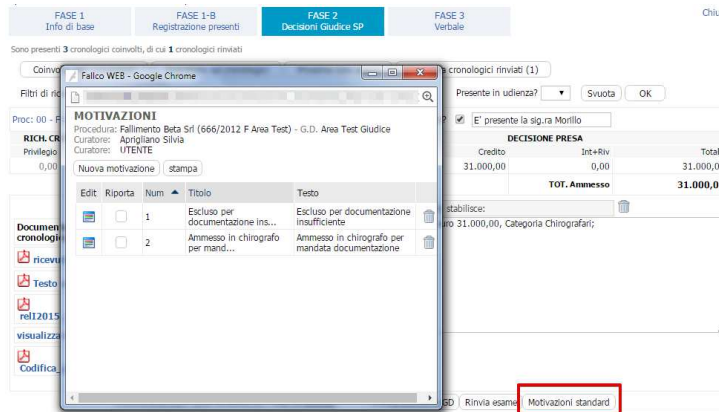 FASE 1
Info di base
FASE 1-B
Registrazione presenti
FASE 2
Decisioni Giudice SP
FASE 3
Verbale
Chiu
Sono presenti 3 cronologici coinvolti, di cui 1 cronologici rinviati
Coinvo
cronologici rinviati (1)
Filtri di ric
Presente in udienza?
Svuota
OK
Proc: 00 - F
?
E' presente la sig.ra Morillo
RICH. CR
DECISIONE PRESA
Privilegio
Credito
Int+Riv
Total
0,00
31.000,00
0,00
31.000,0
TOT. Ammesso
31.000,0
stabilisce:
uro 31.000,00, Categoria Chirografari;
Documen
cronologi
ricevu
Testo
relI2015
visualizza
Codifica_
GD
Rinvia esame
Motivazioni standard
Fallco WEB - Google Chrome
MOTIVAZIONI
Procedura: Fallimento Beta Srl (666/2012 F Area Test) - G.D. Area Test Giudice
Curatore: Aprigliano Silvia
Curatore: UTENTE
Nuova motivazione
stampa
Edit Riporta Num Titolo Testo
1 Escluso per documentazione ins... Escluso per documentazione insufficiente
2 Ammesso in chirografo per mand... Ammesso in chirografo per mandata documentazione